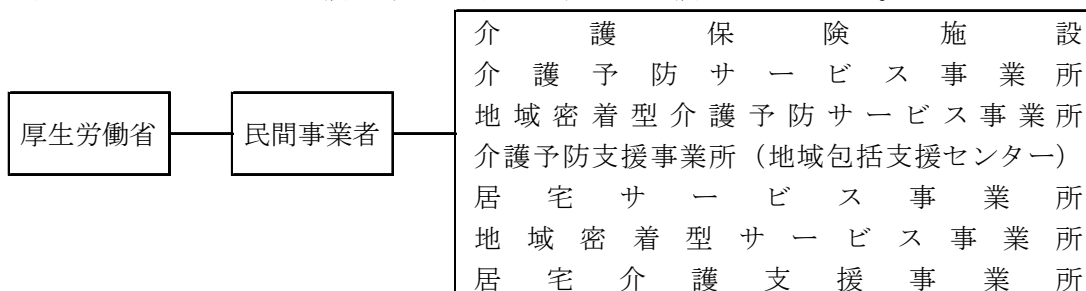 厚生労働省
民間事業者
介護保険施設
介護予防サービス事業所
地域密着型介護予防サービス事業所
介護予防支援事業所（地域包括支援センター）
居宅サービス事業所
地域密着型サービス事業所
居宅介護支援事業所